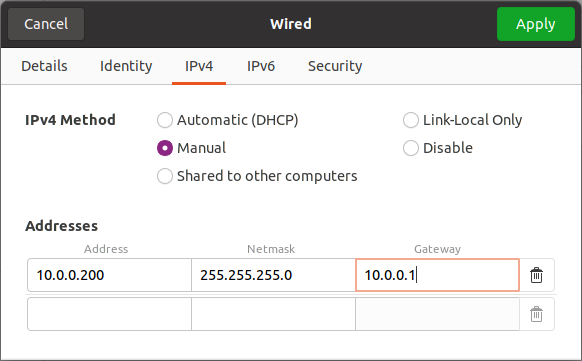 Cancel Wired Apply
Details Identity IPv4 IPv6 Security
IPv4 Method Automatic (DHCP) Link-Local Only
Manual Disable
Shared to other computers
Addresses
Address Netmask Gateway
10.0.0.200 255.255.255.0 10.0.0.1